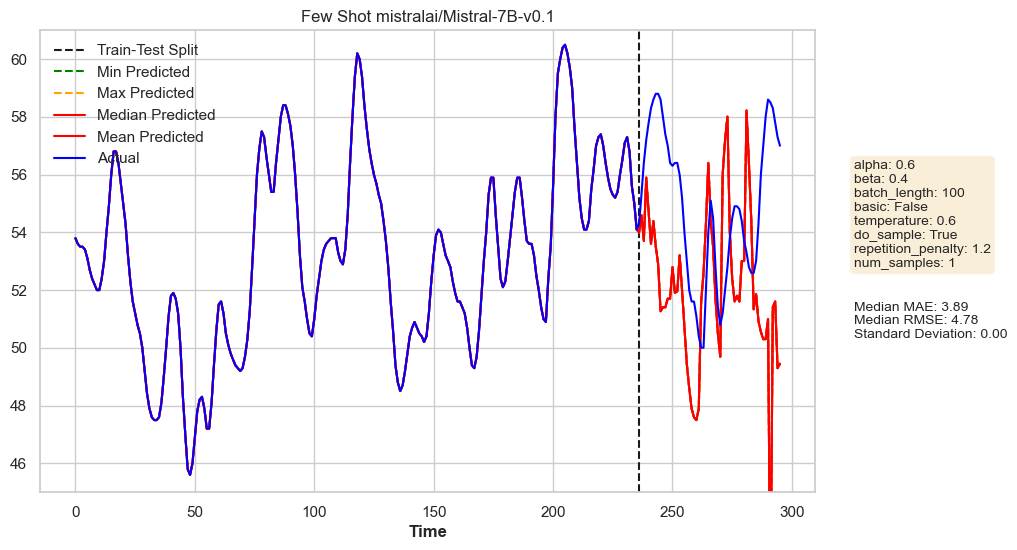 Few Shot mistralai/Mistral-7B-v0.1
60
58
56
54
52
50
48
46
Train-Test Split
Min Predicted
Max Predicted
Median Predicted
Mean Predicted
Actual
0
50
100
150
200
250
300
Time
alpha: 0.6
beta: 0.4
batch_length: 100
basic: False
temperature: 0.6
do_sample: True
repetition_penalty: 1.2
num_samples: 1
Median MAE: 3.89
Median RMSE: 4.78
Standard Deviation: 0.00